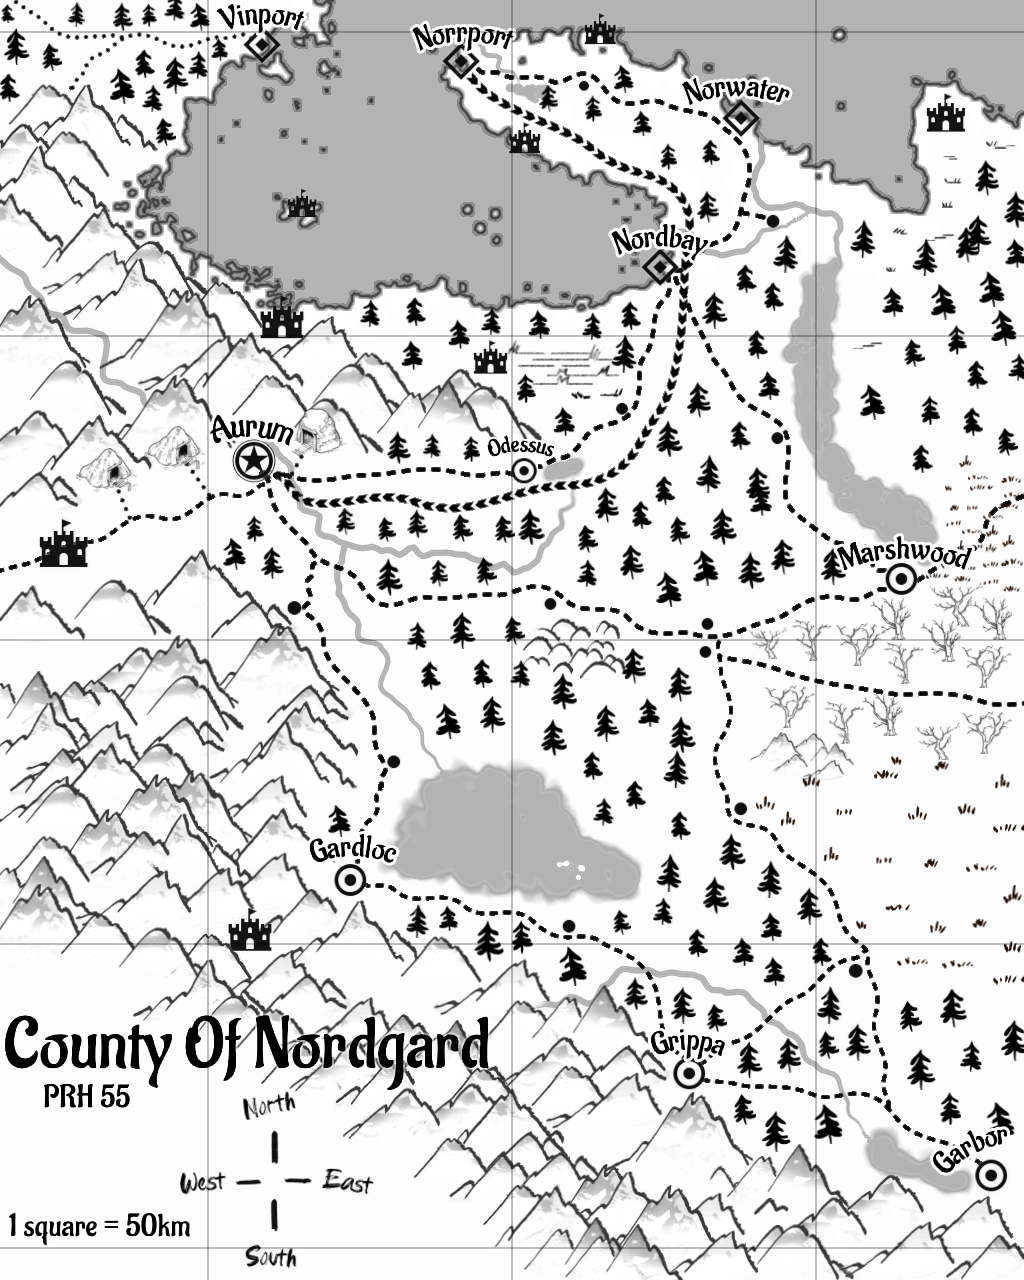 Vinport
Norrport
Norwater
Nordbay
Aurum
Odessus
Marshwood
Gardloc
County Of Nordgard
PRH 55
Grippa
North
Garbor
West
East
1 square = 50km
South